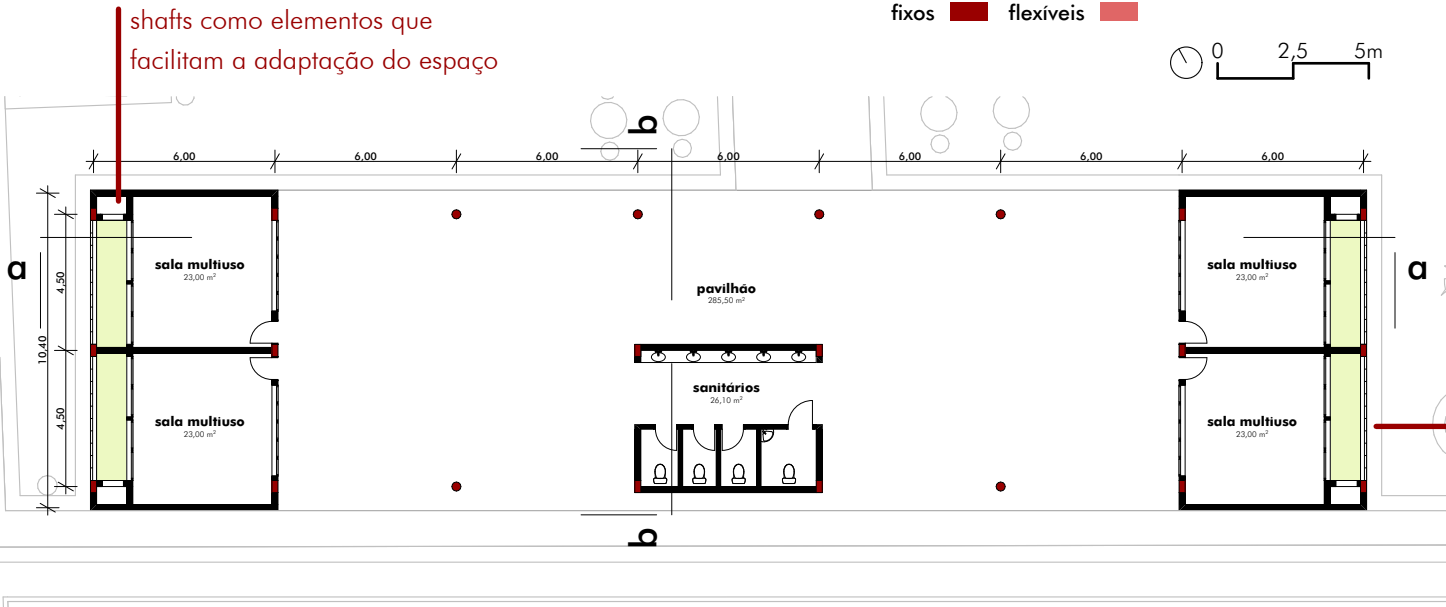 shafts como elementos que
facilitam a adaptação do espaço
fixos flexíveis
0 2,5 5m
b
6,00 6,00 6,00 6,00 6,00 6,00 6,00
a
a
4,50
10,40
4,50
sala multiuso
23,00 m²
sala multiuso
23,00 m²
pavilhão
285,50 m²
sanitários
26,10 m²
sala multiuso
23,00 m²
sala multiuso
23,00 m²
b